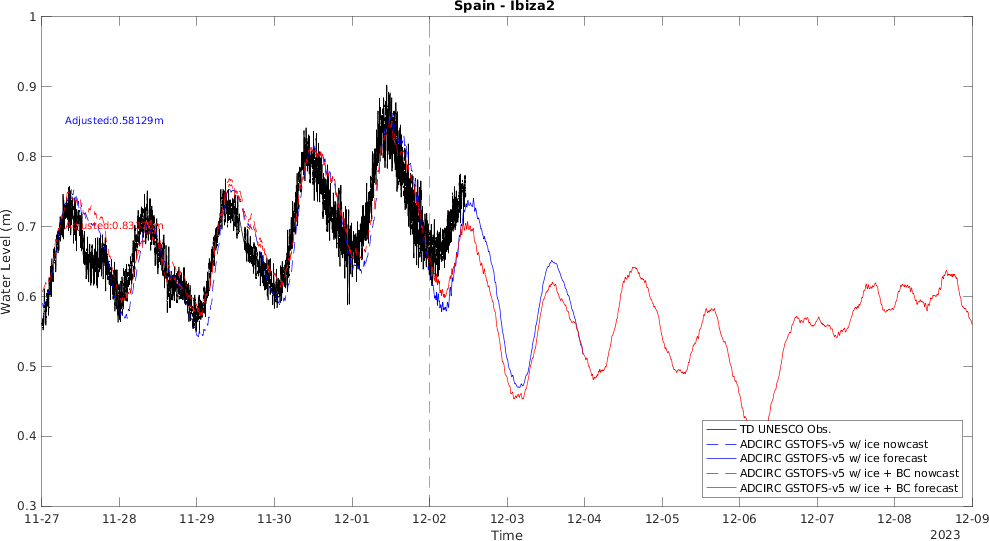 Spain - Ibiza2
1
0.9
0.8
0.7
0.6
0.5
0.4
0.3
Water Level (m)
Adjusted:0.58129m
TD UNESCO Obs.
ADCIRC GSTOFS-v5 w/ ice nowcast
ADCIRC GSTOFS-v5 w/ ice forecast
ADCIRC GSTOFS-v5 w/ ice + BC nowcast
ADCIRC GSTOFS-v5 w/ ice + BC forecast
11-27 11-28 11-29 11-30 12-01 12-02 12-03 12-04 12-05 12-06 12-07 12-08 12-09
Time
2023